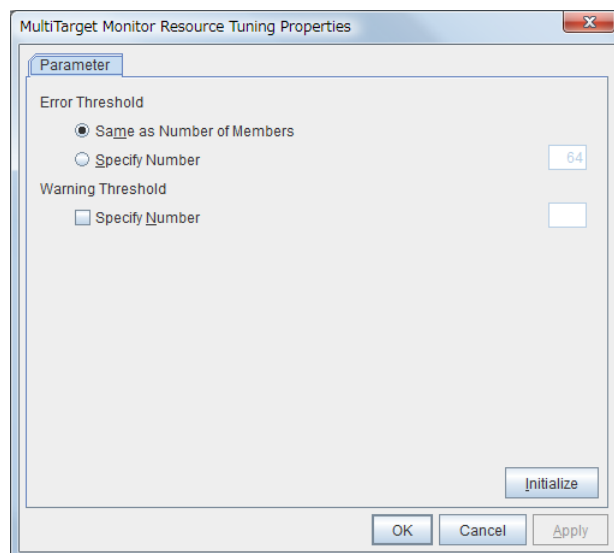 MultiTarget Monitor Resource Tuning Properties
Parameter
Error Threshold
Same as Number of Members
Specify Number 64
Warning Threshold
Specify Number
Initialize
OK Cancel Apply